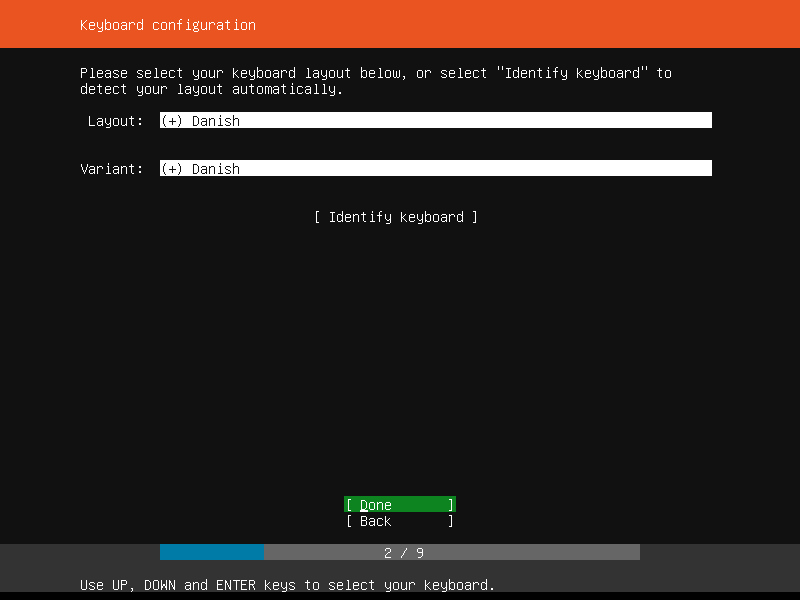 Keyboard configuration
Please select your keyboard layout below, or select "Identify keyboard" to
detect your layout automatically.
Layout: (+) Danish
Variant: (+) Danish
[ Identify keyboard ]
[ Done ]
[ Back ]
2 / 9
Use UP, DOWN and ENTER keys to select your keyboard.